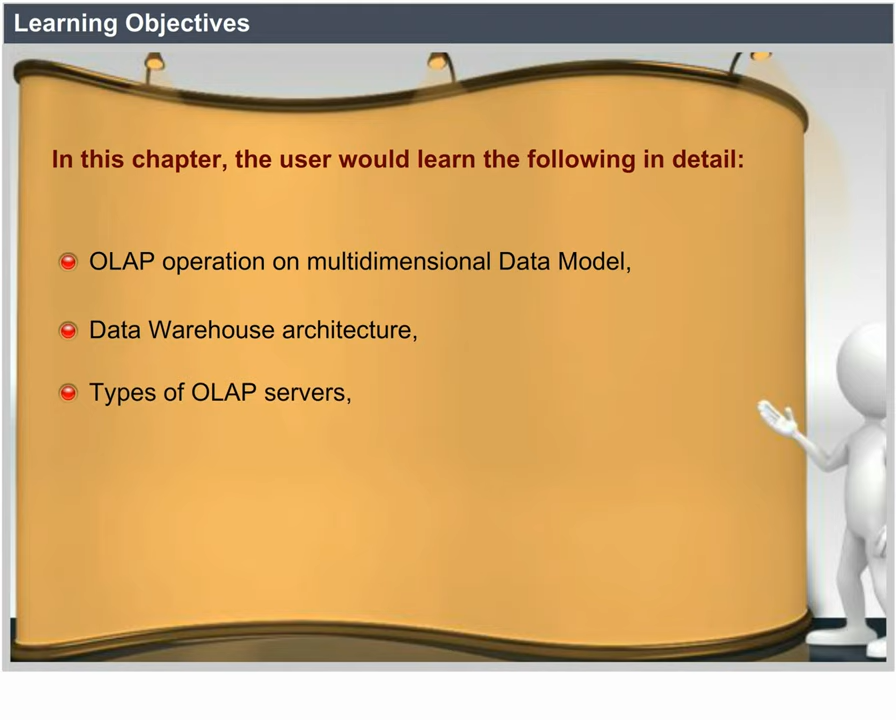 Learning Objectives
In this chapter, the user would learn the following in detail:
OLAP operation on multidimensional Data Model,
Data Warehouse architecture,
Types of OLAP servers,